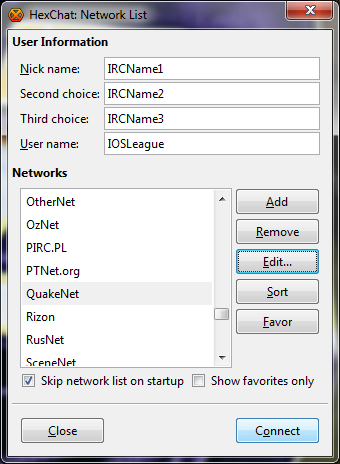 HexChat: Network List
User Information
Nick name: IRCName1
Second choice: IRCName2
Third choice: IRCName3
User name: IOSLeague
Networks
OtherNet
OzNet
PIRC.PL
PTNet.org
QuakeNet
Rizon
RusNet
SceneNet
Add
Remove
Edit...
Sort
Favor
Skip network list on startup Show favorites only
Close Connect